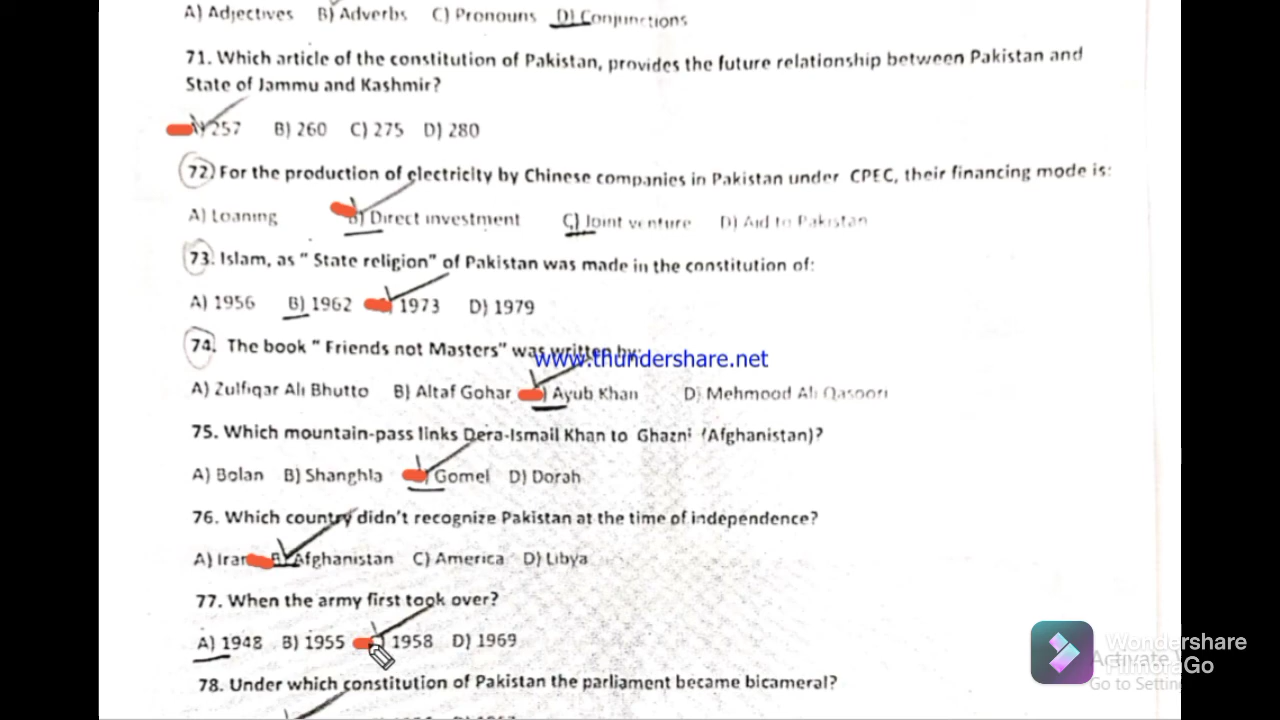 A) Adjectives B) Adverbs C) Pronouns D) Conjunctions
71. Which article of the constitution of Pakistan, provides the future relationship between Pakistan and
State of Jammu and Kashmir?
257 B) 260 C) 275 D) 280
72. For the production of electricity by Chinese companies in Pakistan under CPEC, their financing mode is:
A) Loaning B) Direct investment C) Joint venture D) Aid to Pakistan
73. Islam, as " State religion" of Pakistan was made in the constitution of:
A) 1956 B) 1962 1973 D) 1979
74. The book " Friends not Masters" was written by:
www.thundershare.net
A) Zulfiqar Ali Bhutto B) Altaf Gohar ) Ayub Khan D) Mehmood Ali Qasoori
75. Which mountain-pass links Dera-Ismail Khan to Ghazni (Afghanistan)?
A) Bolan B) Shanghla Gomel D) Dorah
76. Which country didn't recognize Pakistan at the time of independence?
A) Iran B) Afghanistan C) America D) Libya
77. When the army first took over?
A) 1948 B) 1955 1958 D) 1969
78. Under which constitution of Pakistan the parliament became bicameral?
Wondershare
FilmoraGo
Activate
Go to Settin